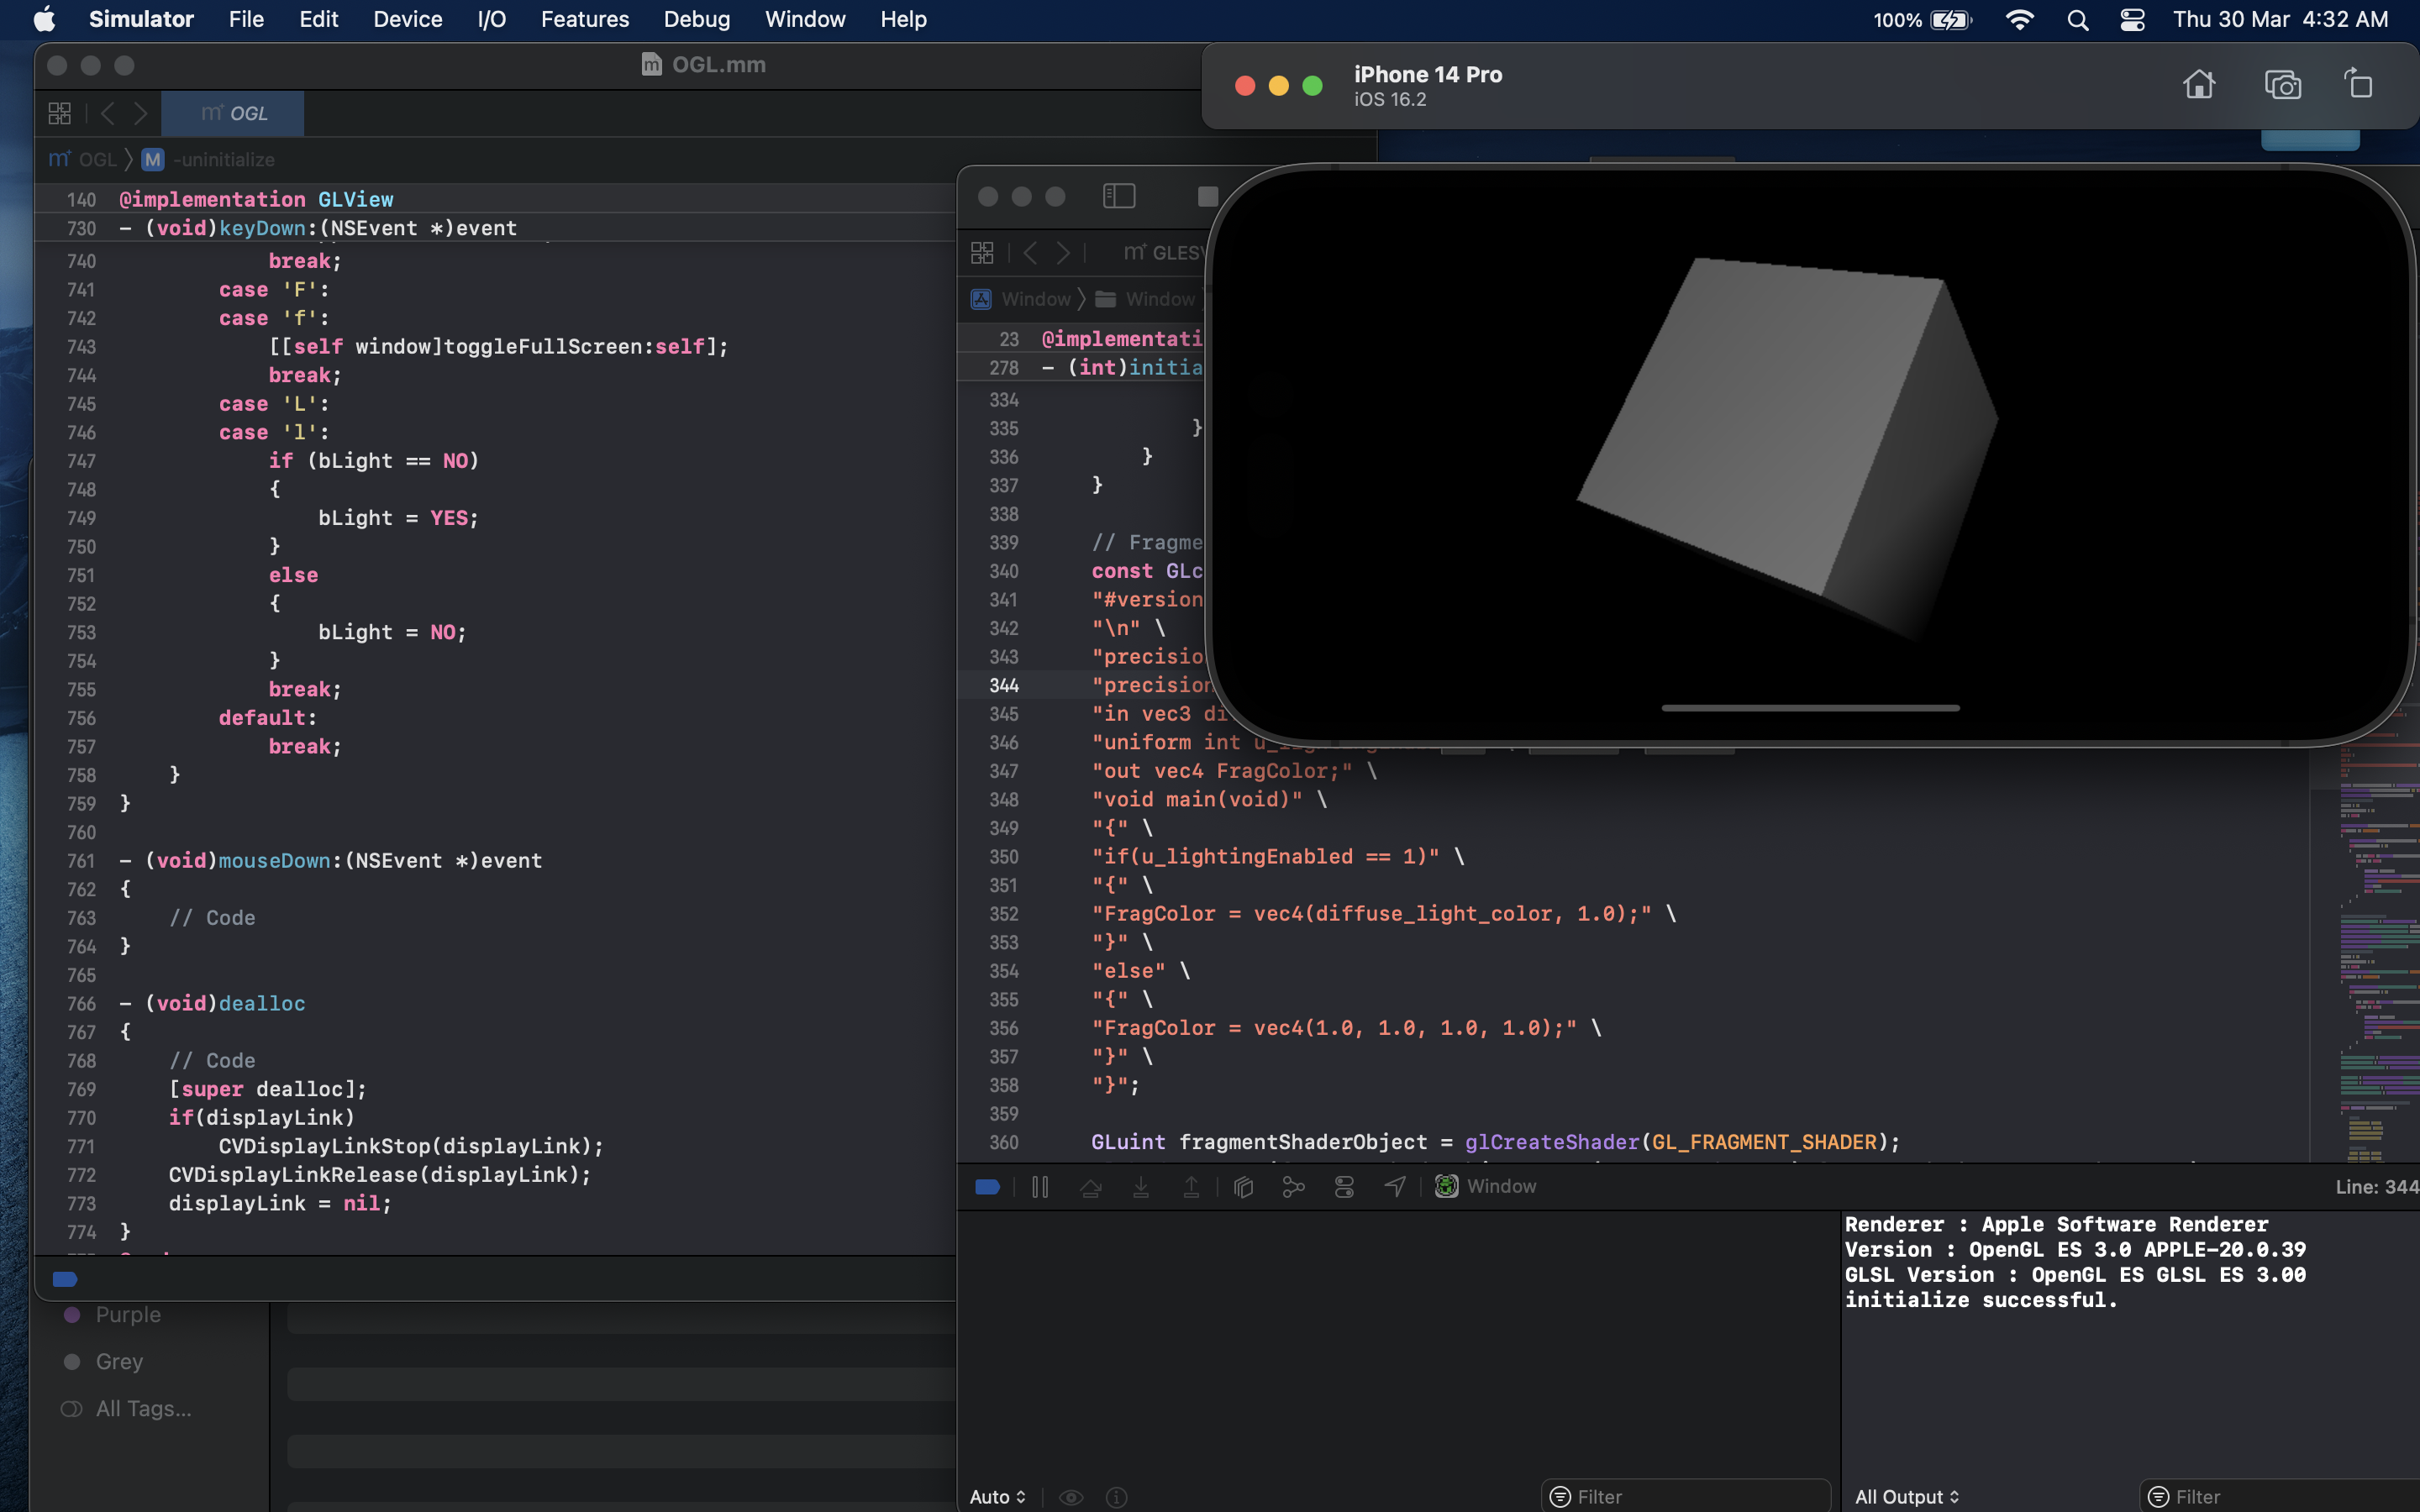 Simulator File Edit Device I/O Features Debug Window Help 100% Thu 30 Mar 4:32 AM
OGL.mm
OGL
OGL -uninitialize
140 @implementation GLView
730 - (void)keyDown:(NSEvent *)event
740 break;
741 case 'F':
742 case 'f':
743 [[self window]toggleFullScreen:self];
744 break;
745 case 'L':
746 case 'l':
747 if (bLight == NO)
748 {
749 bLight = YES;
750 }
751 else
752 {
753 bLight = NO;
754 }
755 break;
756 default:
757 break;
758 }
759 }
760
761 - (void)mouseDown:(NSEvent *)event
762 {
763 // Code
764 }
765
766 - (void)dealloc
767 {
768 // Code
769 [super dealloc];
770 if(displayLink)
771 CVDisplayLinkStop(displayLink);
772 CVDisplayLinkRelease(displayLink);
773 displayLink = nil;
774 }
Purple
Grey
All Tags...
iPhone 14 Pro
iOS 16.2
Window Window
23 @implementati
278 - (int)initia
334
335 }
336 }
337 }
338
339 // Fragme
340 const GLc
341 "#version
342 "\n" \
343 "precisio
344 "precision
345 "in vec3 di
346 "uniform int
347 "out vec4 FragColor;" \
348 "void main(void)" \
349 "{" \
350 "if(u_lightingEnabled == 1)" \
351 "{" \
352 "FragColor = vec4(diffuse_light_color, 1.0);" \
353 "}" \
354 "else" \
355 "{" \
356 "FragColor = vec4(1.0, 1.0, 1.0, 1.0);" \
357 "}" \
358 "}";
359
360 GLuint fragmentShaderObject = glCreateShader(GL_FRAGMENT_SHADER);
Window Line: 344
Renderer : Apple Software Renderer
Version : OpenGL ES 3.0 APPLE-20.0.39
GLSL Version : OpenGL ES GLSL ES 3.00
initialize successful.
Auto Filter All Output Filter